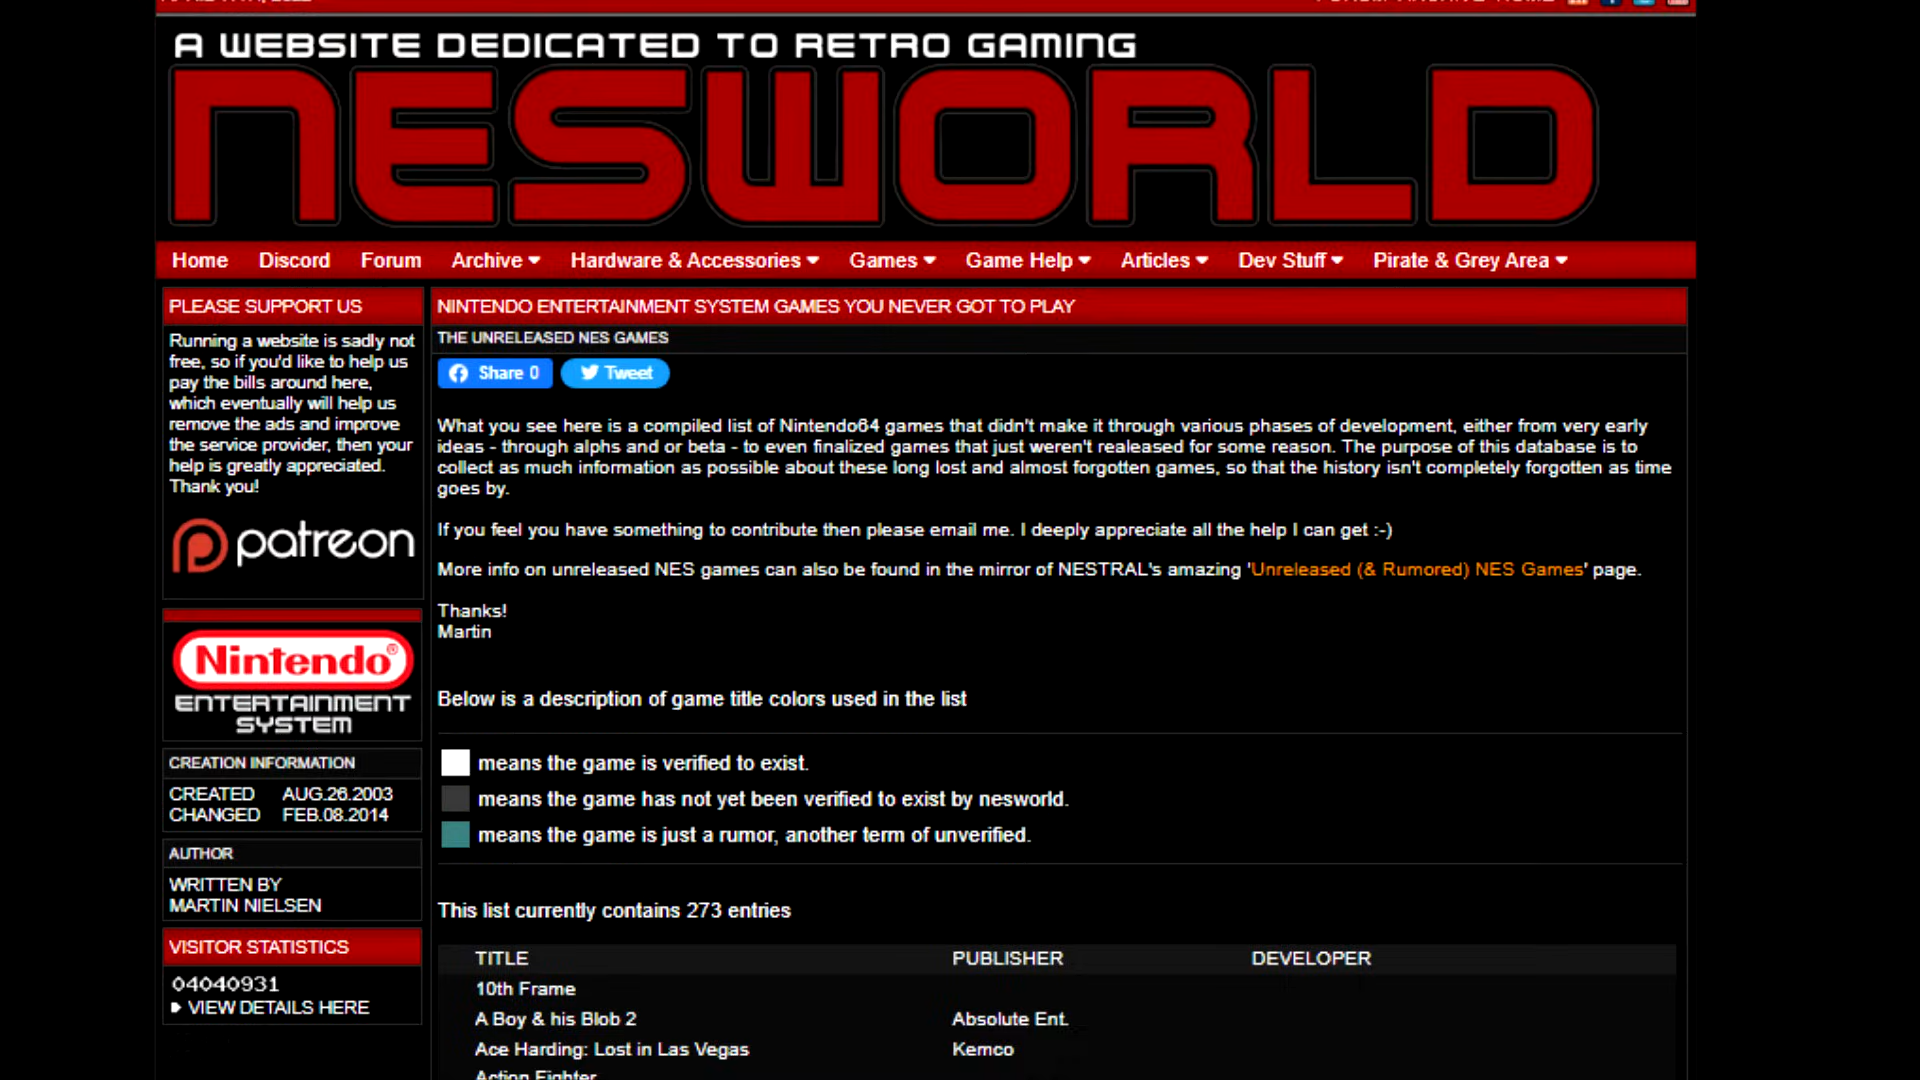 A WEBSITE DEDICATED TO RETRO GAMING
NESWORLD
Home Discord Forum Archive Hardware & Accessories Games Game Help Articles Dev Stuff Pirate & Grey Area
PLEASE SUPPORT US
Running a website is sadly not
free, so if you'd like to help us
pay the bills around here,
which eventually will help us
remove the ads and improve
the service provider, then your
help is greatly appreciated.
Thank you!
patreon
Nintendo®
ENTERTAINMENT
SYSTEM
CREATION INFORMATION
CREATED AUG.26.2003
CHANGED FEB.08.2014
AUTHOR
WRITTEN BY
MARTIN NIELSEN
VISITOR STATISTICS
04040931
VIEW DETAILS HERE
NINTENDO ENTERTAINMENT SYSTEM GAMES YOU NEVER GOT TO PLAY
THE UNRELEASED NES GAMES
Share 0 Tweet
What you see here is a compiled list of Nintendo64 games that didn't make it through various phases of development, either from very early
ideas - through alphs and or beta - to even finalized games that just weren't realeased for some reason. The purpose of this database is to
collect as much information as possible about these long lost and almost forgotten games, so that the history isn't completely forgotten as time
goes by.
If you feel you have something to contribute then please email me. I deeply appreciate all the help I can get :-)
More info on unreleased NES games can also be found in the mirror of NESTRAL's amazing 'Unreleased (& Rumored) NES Games' page.
Thanks!
Martin
Below is a description of game title colors used in the list
means the game is verified to exist.
means the game has not yet been verified to exist by nesworld.
means the game is just a rumor, another term of unverified.
This list currently contains 273 entries
TITLE PUBLISHER DEVELOPER
10th Frame
A Boy & his Blob 2 Absolute Ent.
Ace Harding: Lost in Las Vegas Kemco
Action Fighter